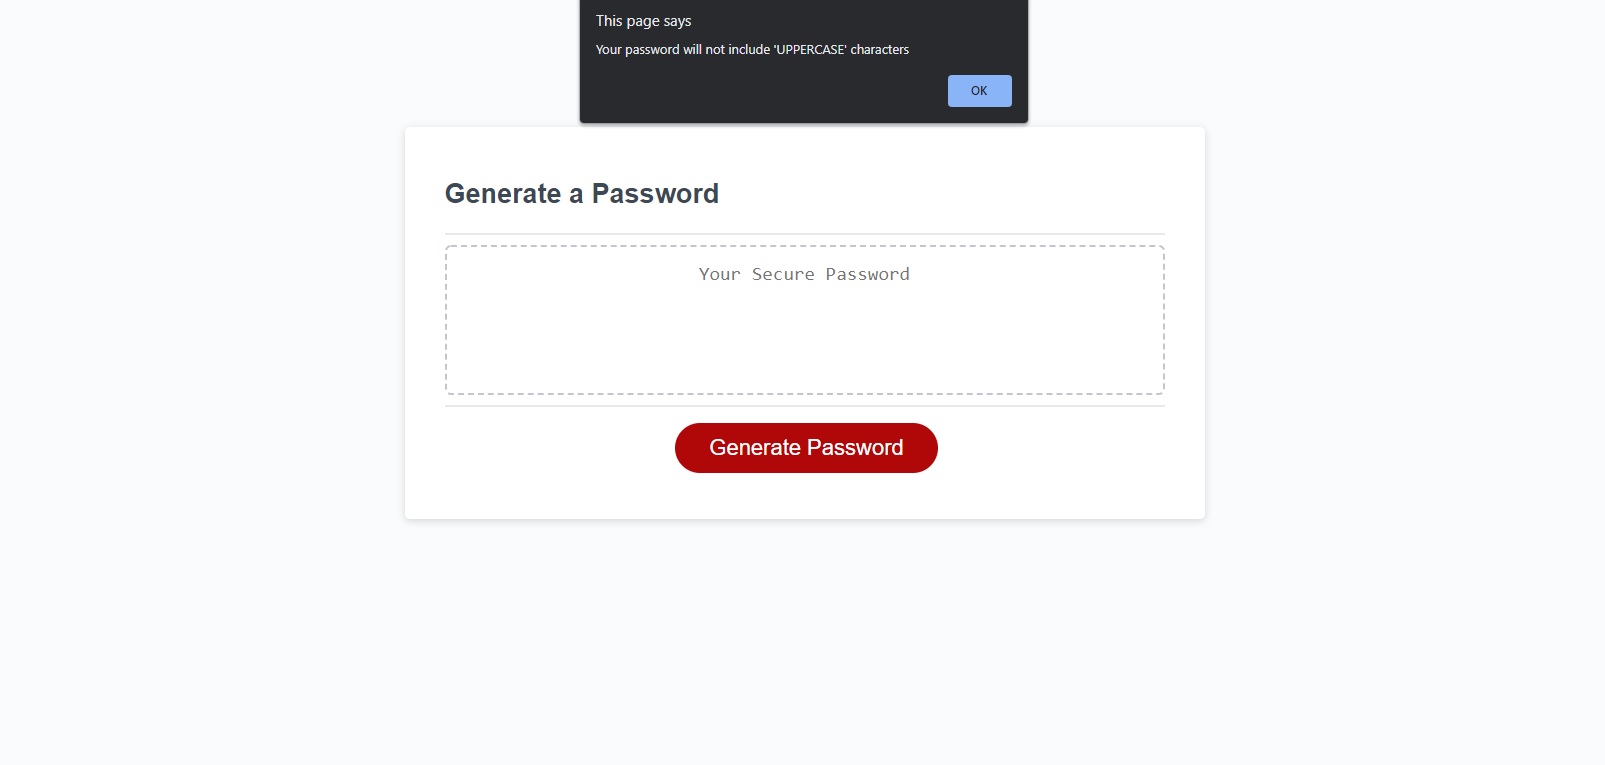 This page says
Your password will not include 'UPPERCASE' characters
OK
Generate a Password
Your Secure Password
Generate Password